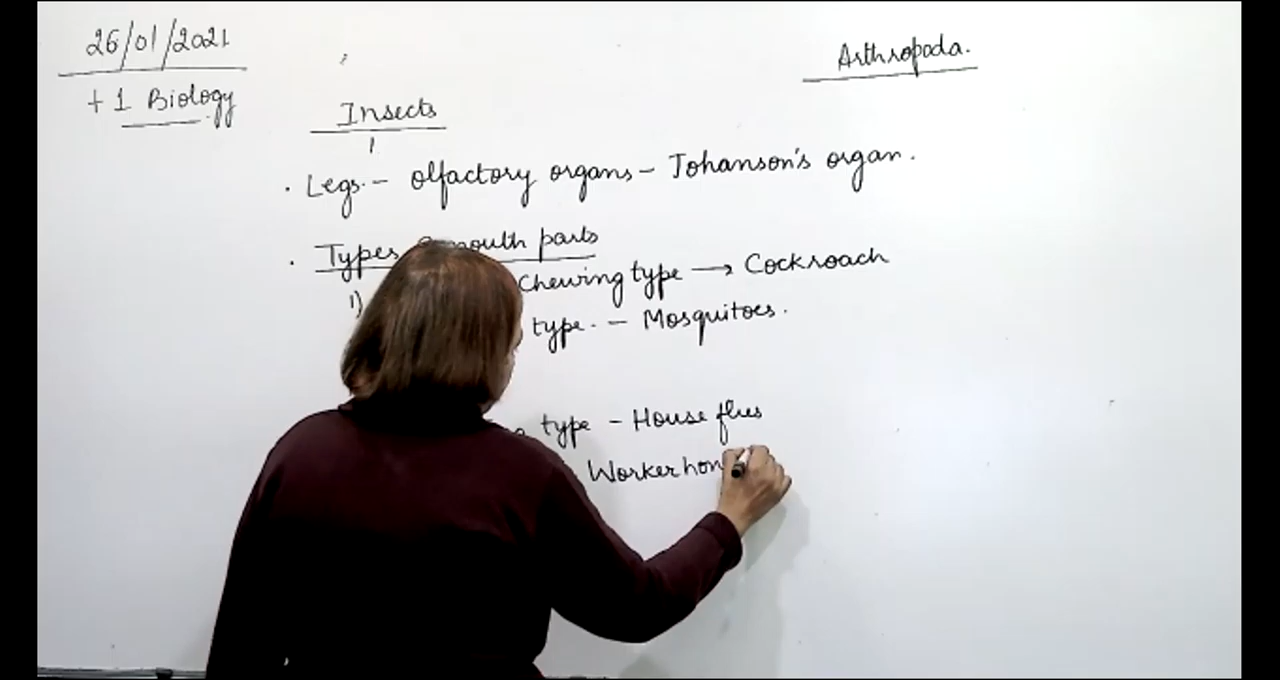 26/01/2021
+1 Biology
Arthropoda.
Insects
. Legs. - olfactory organs - Johanson's organ.
. Types mouth parts
1) Chewing type → Cockroach
type. - Mosquitoes.
type - House flies
Worker hon